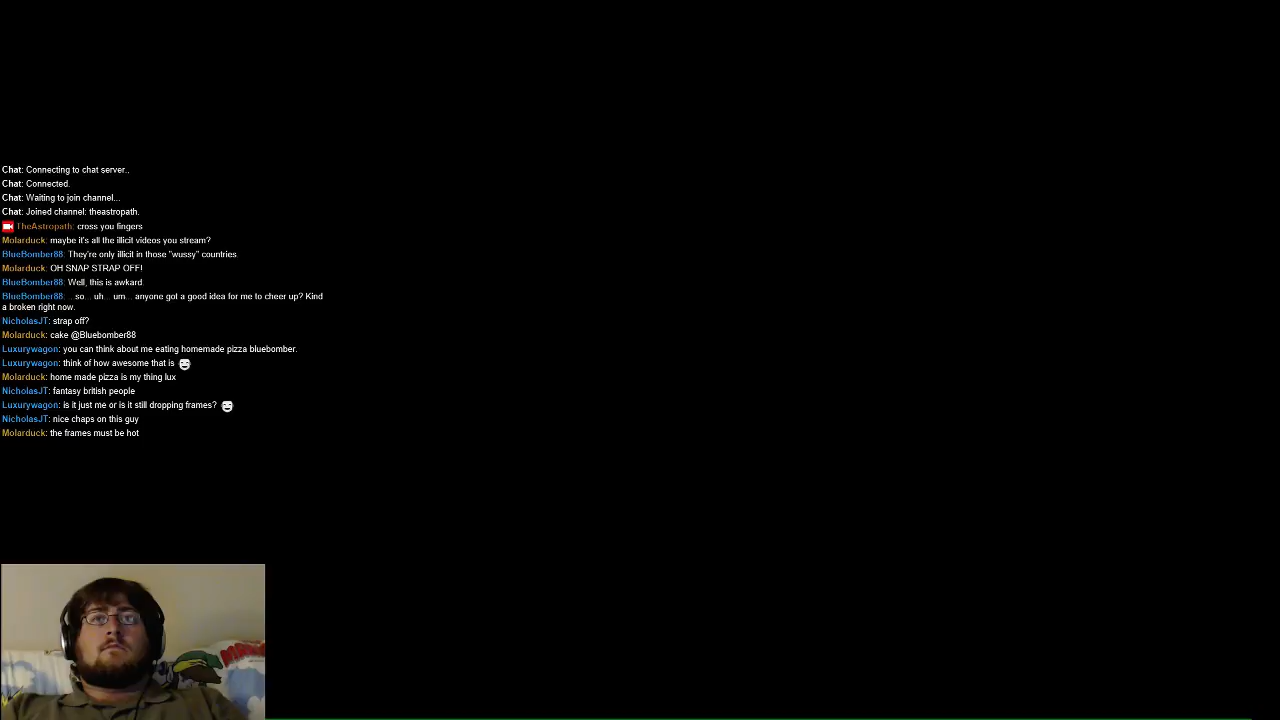 Chat: Connecting to chat server..
Chat: Connected.
Chat: Waiting to join channel...
Chat: Joined channel: theastropath.
TheAstropath: cross you fingers
Molarduck: maybe it's all the illicit videos you stream?
BlueBomber88: They're only illicit in those "wussy" countries
Molarduck: OH SNAP STRAP OFF!
BlueBomber88: Well, this is awkard.
BlueBomber88: ...so... uh... um... anyone got a good idea for me to cheer up? Kind
a broken right now.
NicholasJT: strap off?
Molarduck: cake @Bluebomber88
Luxurywagon: you can think about me eating homemade pizza bluebomber.
Luxurywagon: think of how awesome that is
Molarduck: home made pizza is my thing lux
NicholasJT: fantasy british people
Luxurywagon: is it just me or is it still dropping frames?
NicholasJT: nice chaps on this guy
Molarduck: the frames must be hot